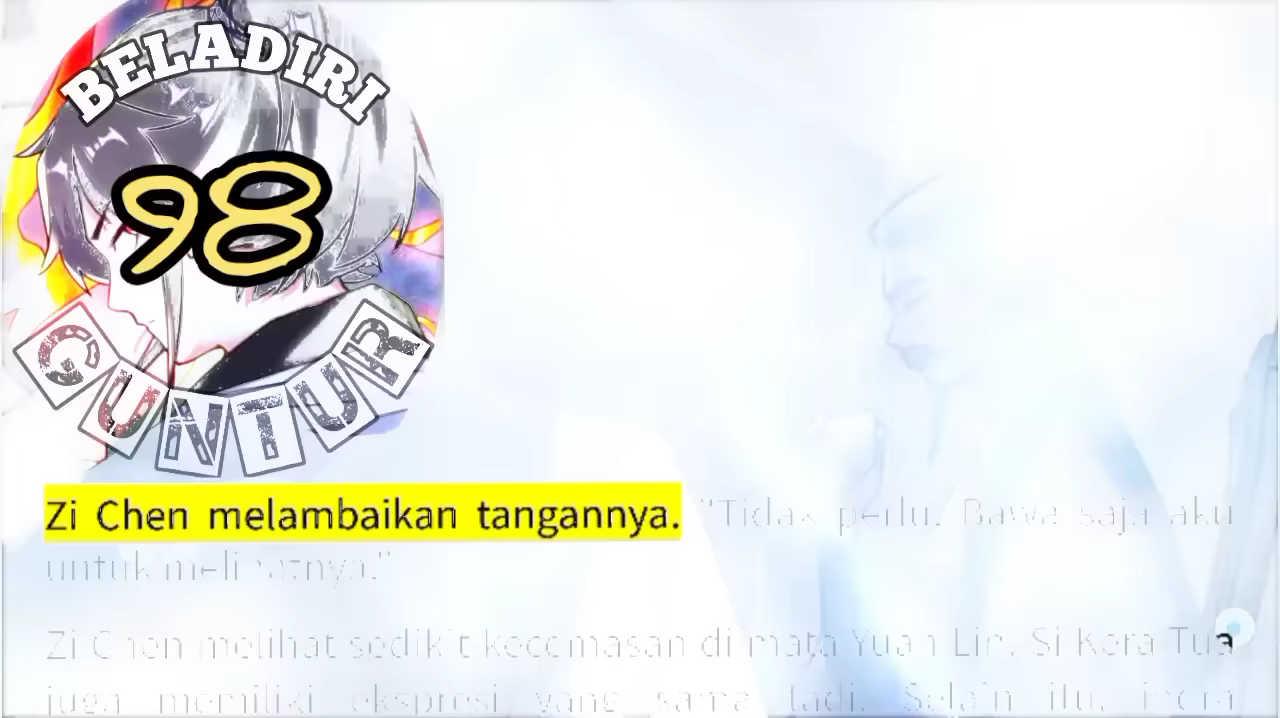 BELADIRI
98
GUNTUR
Zi Chen melambaikan tangannya. "Tidak perlu. Bawa saja aku
untuk melihatnya."
Zi Chen melihat sedikit kecemasan di mata Yuan Lin. Si Kera Tua
juga memiliki ekspresi yang sama tadi. Selain itu, indra